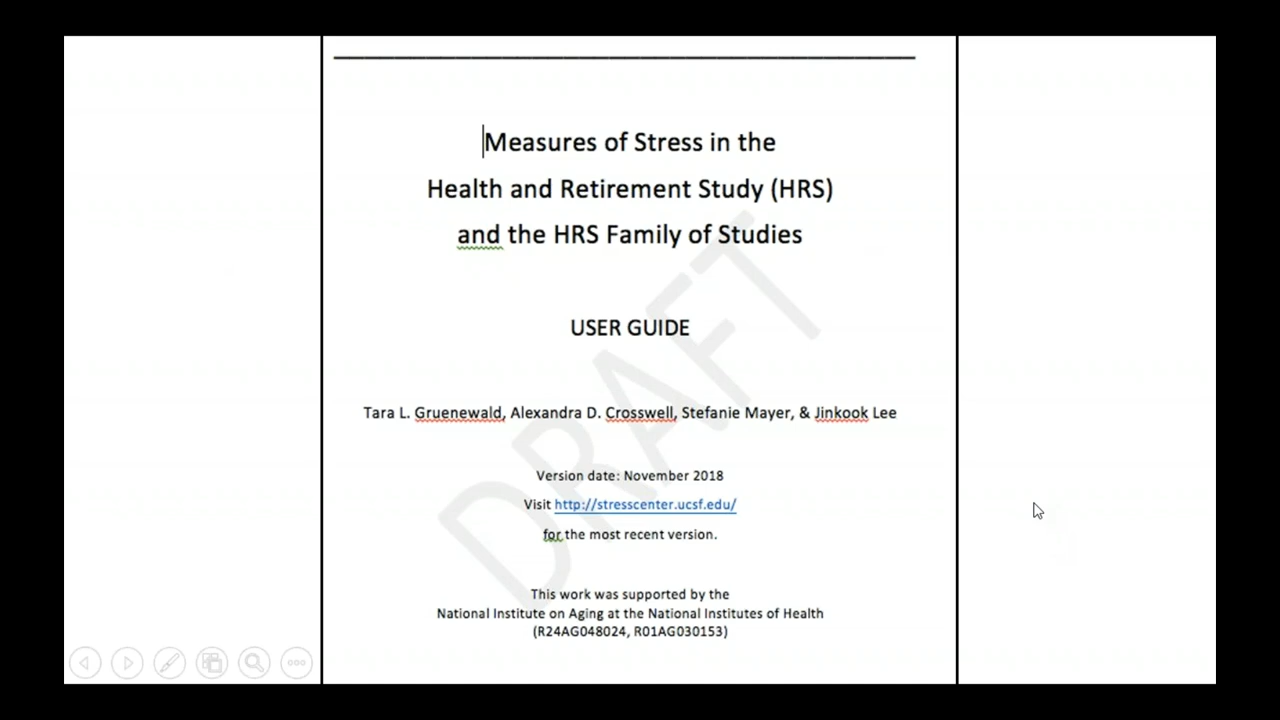 Measures of Stress in the
Health and Retirement Study (HRS)
and the HRS Family of Studies
USER GUIDE
Tara L. Gruenewald, Alexandra D. Crosswell, Stefanie Mayer, & Jinkook Lee
Version date: November 2018
Visit http://stresscenter.ucsf.edu/
for the most recent version.
This work was supported by the
National Institute on Aging at the National Institutes of Health
(R24AG048024, R01AG030153)
DRAFT